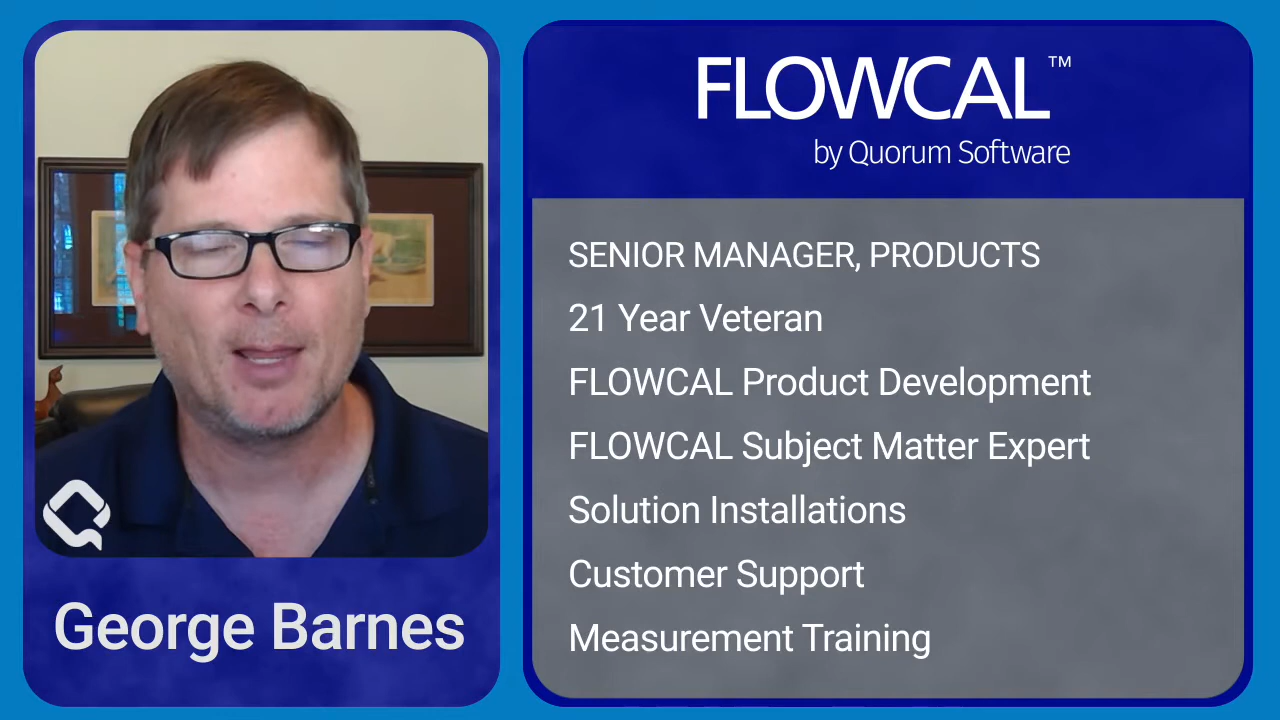 George Barnes
FLOWCAL™
by Quorum Software
SENIOR MANAGER, PRODUCTS
21 Year Veteran
FLOWCAL Product Development
FLOWCAL Subject Matter Expert
Solution Installations
Customer Support
Measurement Training